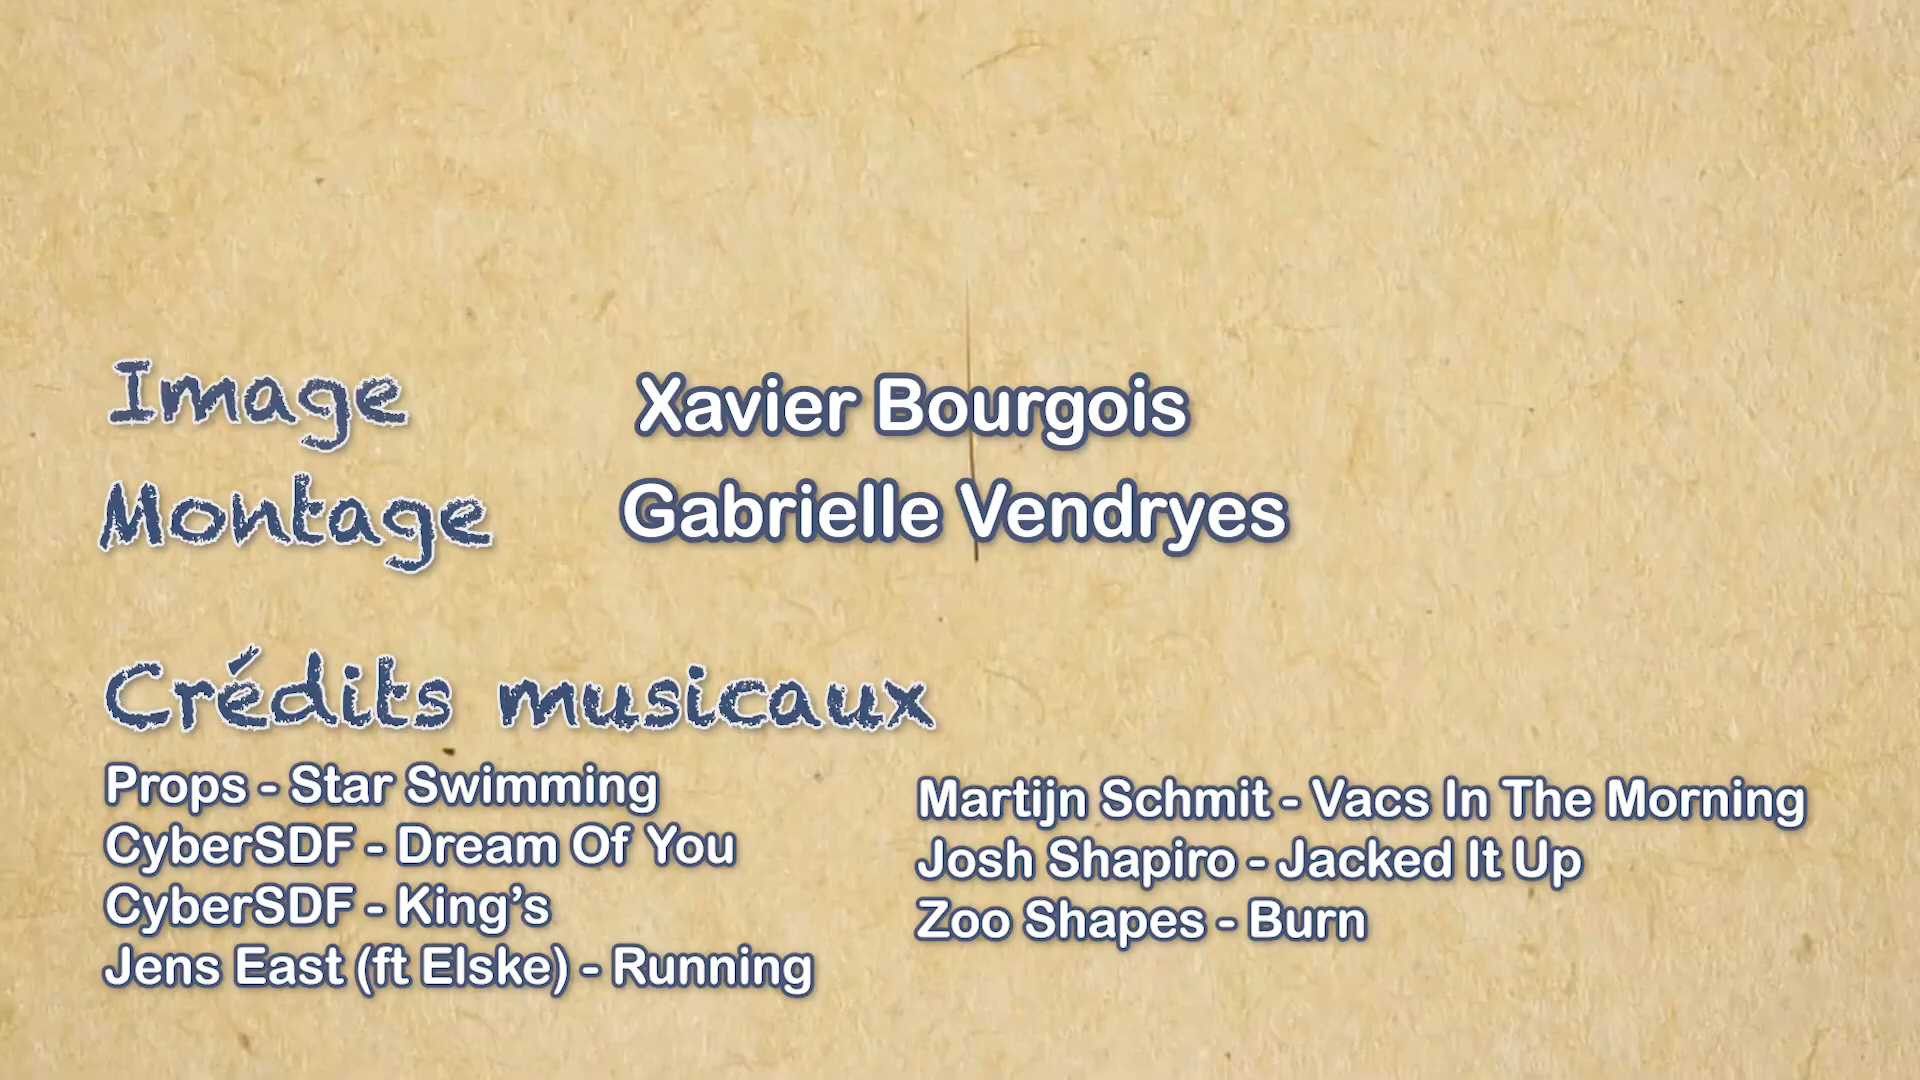 Image Xavier Bourgois
Montage Gabrielle Vendryes
Crédits musicaux
Props - Star Swimming
CyberSDF - Dream Of You
CyberSDF - King’s
Jens East (ft Elske) - Running
Martijn Schmit - Vacs In The Morning
Josh Shapiro - Jacked It Up
Zoo Shapes - Burn